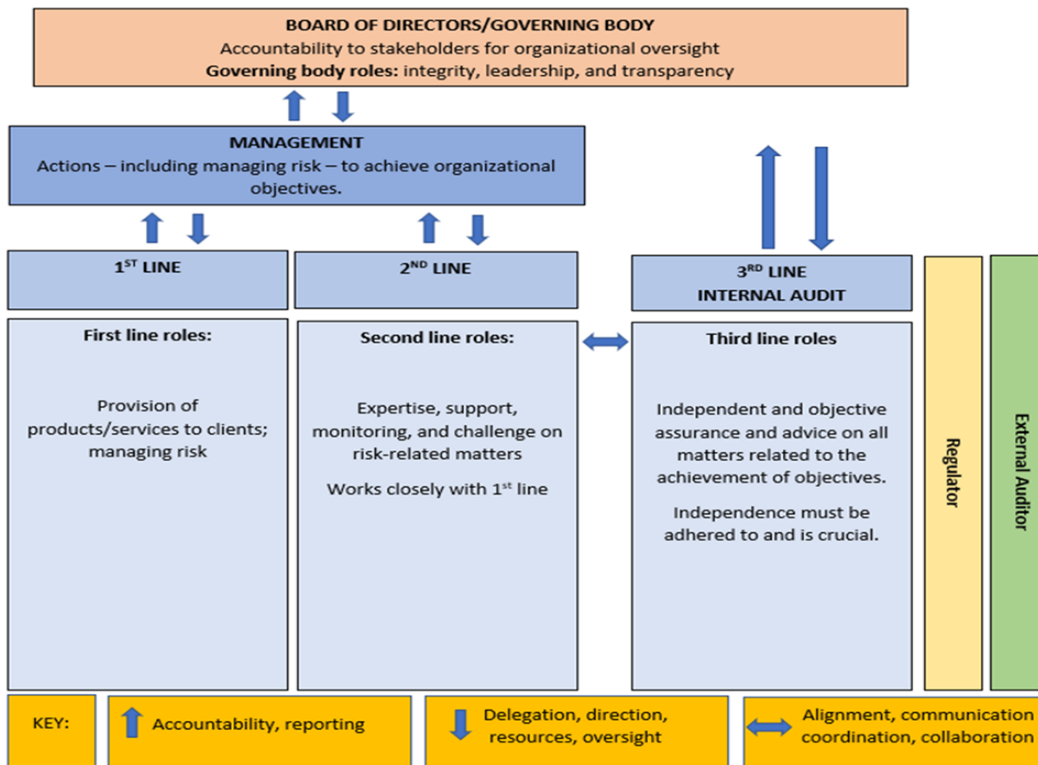 BOARD OF DIRECTORS/GOVERNING BODY
Accountability to stakeholders for organizational oversight
Governing body roles: integrity, leadership, and transparency
MANAGEMENT
Actions – including managing risk – to achieve organizational
objectives.
1ST LINE
2ND LINE
3RD LINE
INTERNAL AUDIT
First line roles:
Provision of
products/services to clients;
managing risk
Second line roles:
Expertise, support,
monitoring, and challenge on
risk-related matters
Works closely with 1st line
Third line roles
Independent and objective
assurance and advice on all
matters related to the
achievement of objectives.
Independence must be
adhered to and is crucial.
Regulator
External Auditor
KEY:
Accountability, reporting
Delegation, direction,
resources, oversight
Alignment, communication
coordination, collaboration